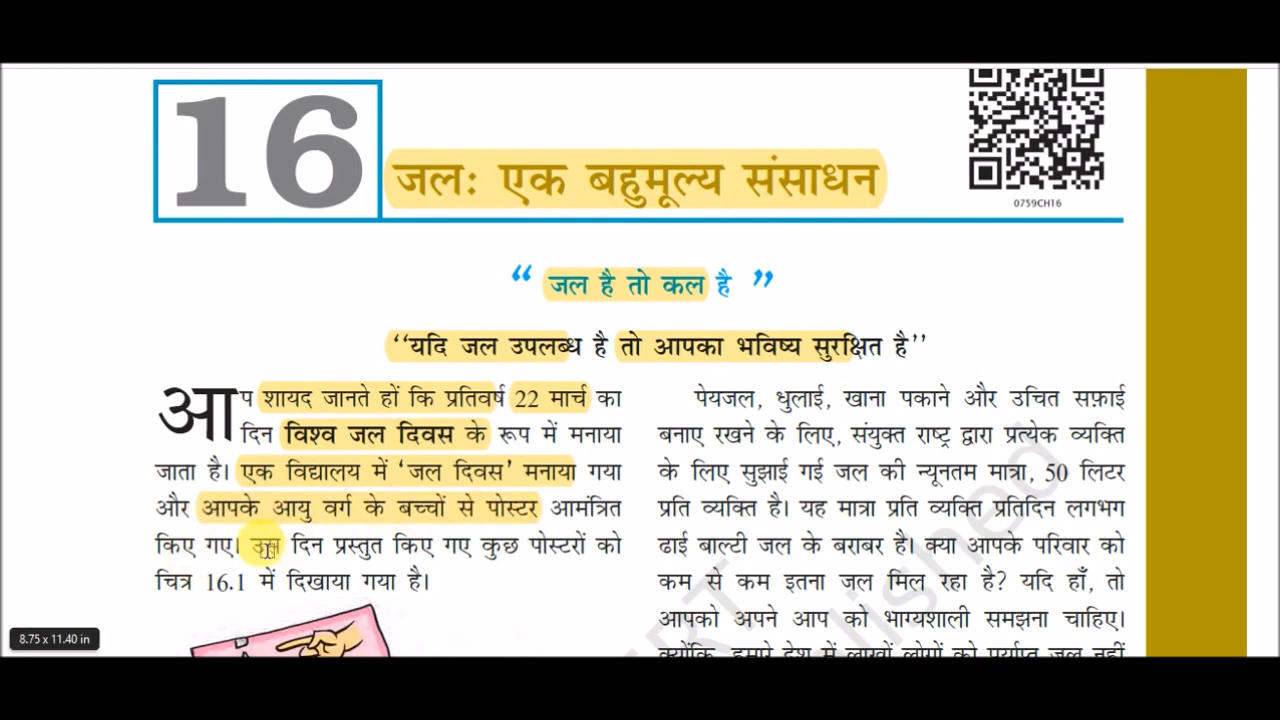 16
जल: एक बहुमूल्य संसाधन
0759CH16
“ जल है तो कल है ”
‘‘यदि जल उपलब्ध है तो आपका भविष्य सुरक्षित है’’
आप शायद जानते हों कि प्रतिवर्ष 22 मार्च का
दिन विश्व जल दिवस के रूप में मनाया
जाता है। एक विद्यालय में ‘जल दिवस’ मनाया गया
और आपके आयु वर्ग के बच्चों से पोस्टर आमंत्रित
किए गए। उस दिन प्रस्तुत किए गए कुछ पोस्टरों को
चित्र 16.1 में दिखाया गया है।
पेयजल, धुलाई, खाना पकाने और उचित सफ़ाई
बनाए रखने के लिए, संयुक्त राष्ट्र द्वारा प्रत्येक व्यक्ति
के लिए सुझाई गई जल की न्यूनतम मात्रा, 50 लिटर
प्रति व्यक्ति है। यह मात्रा प्रति व्यक्ति प्रतिदिन लगभग
ढाई बाल्टी जल के बराबर है। क्या आपके परिवार को
कम से कम इतना जल मिल रहा है? यदि हाँ, तो
आपको अपने आप को भाग्यशाली समझना चाहिए।
क्योंकि, हमारे देश में लाखों लोगों को पर्याप्त जल नहीं
8.75 x 11.40 in